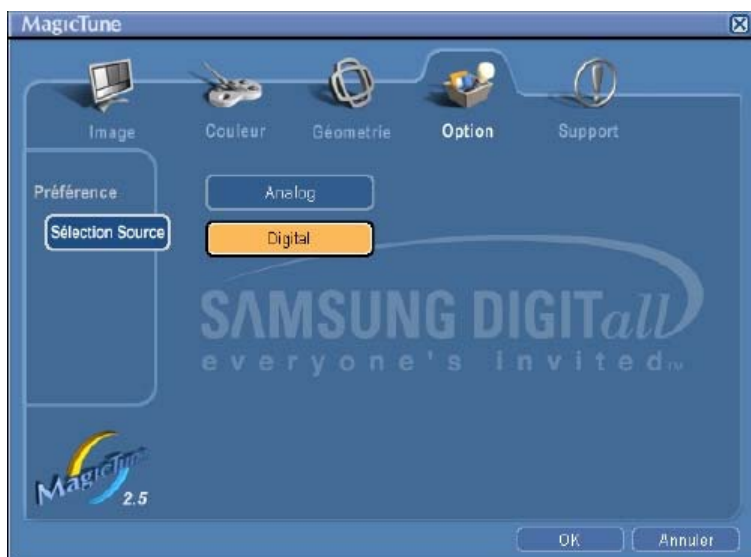 MagicTune
Image Couleur Géometrie Option Support
Préférence
Sélection Source
Analog
Digital
SAMSUNG DIGITall
everyone's invited™
MagicTune
2.5
OK Annuler